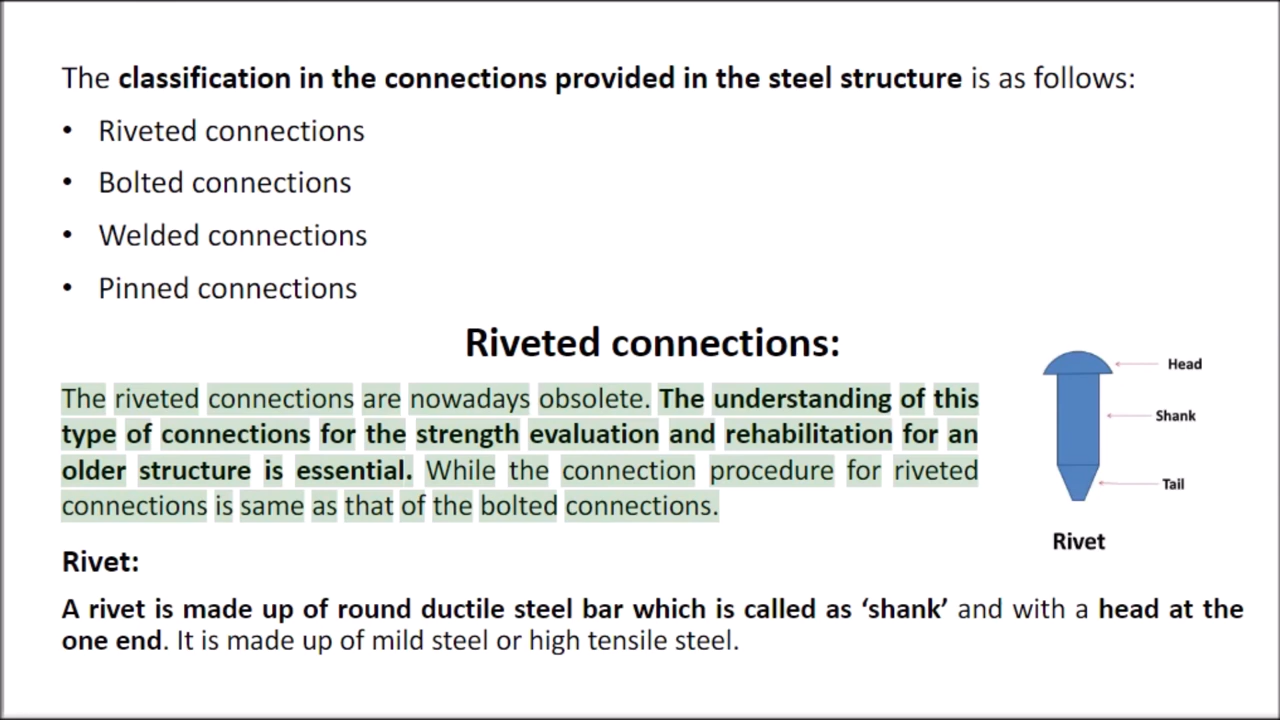 The classification in the connections provided in the steel structure is as follows:
• Riveted connections
• Bolted connections
• Welded connections
• Pinned connections
Riveted connections:
The riveted connections are nowadays obsolete. The understanding of this
type of connections for the strength evaluation and rehabilitation for an
older structure is essential. While the connection procedure for riveted
connections is same as that of the bolted connections.
Head
Shank
Tail
Rivet
Rivet:
A rivet is made up of round ductile steel bar which is called as ‘shank’ and with a head at the
one end. It is made up of mild steel or high tensile steel.